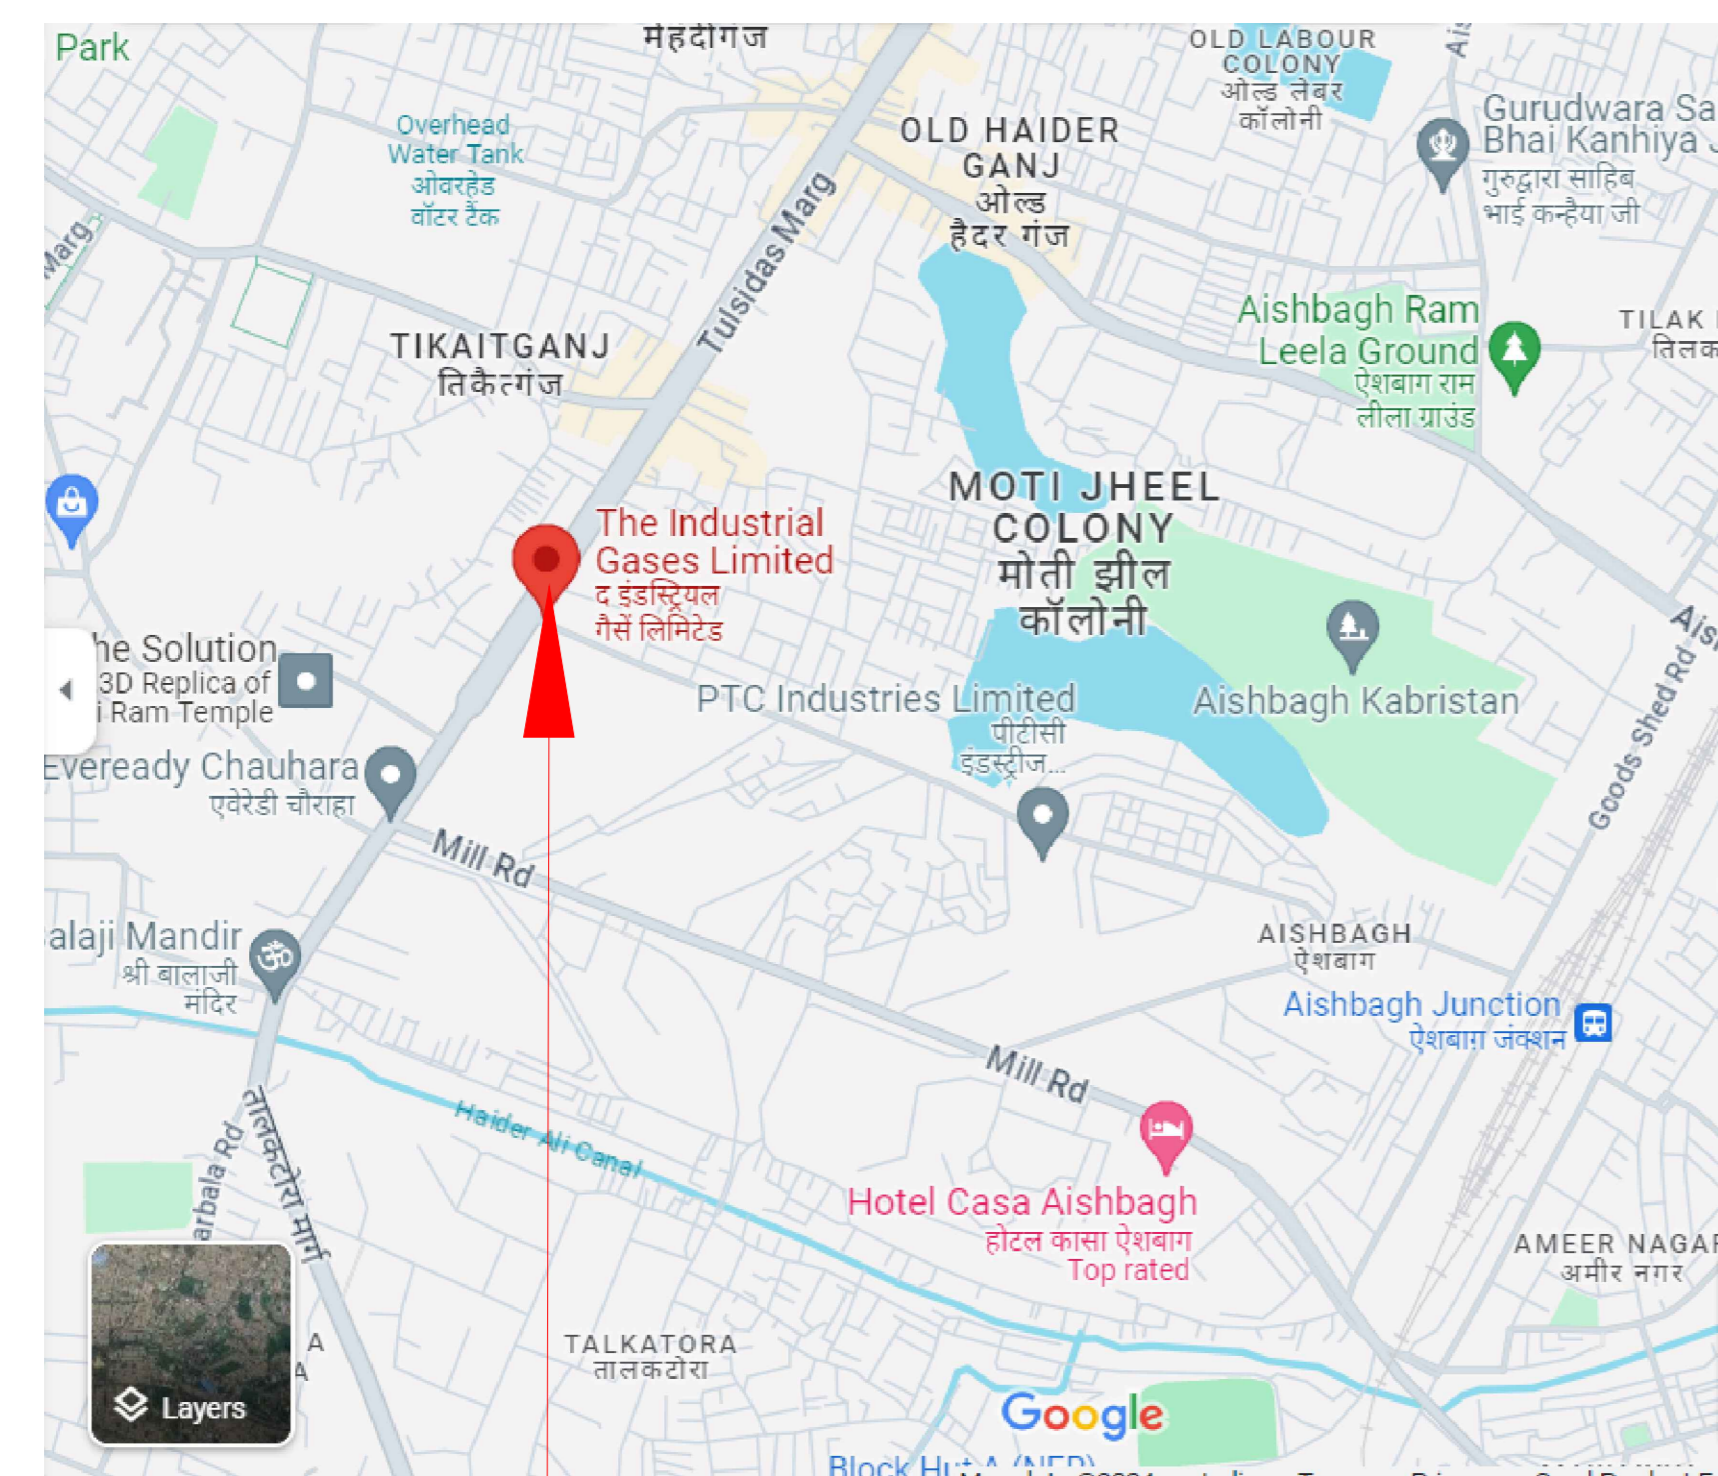 Park
मेहदीगंज
OLD LABOUR
COLONY
ओल्ड लेबर
कॉलोनी
Gurudwara Sa
Bhai Kanhiya J
गुरुद्वारा साहिब
भाई कन्हैया जी
Overhead
Water Tank
ओवरहेड
वॉटर टैंक
OLD HAIDER
GANJ
ओल्ड
हैदर गंज
Marg
Tulsidas Marg
Aishbagh Ram
Leela Ground
ऐशबाग राम
लीला ग्राउंड
TILAK
तिलक
TIKAITGANJ
तिकैत्गंज
MOTI JHEEL
COLONY
मोती झील
कॉलोनी
The Industrial
Gases Limited
द इंडस्ट्रियल
गैसें लिमिटेड
he Solution
3D Replica of
i Ram Temple
PTC Industries Limited
पीटीसी
इंडस्ट्रीज...
Aishbagh Kabristan
Ais
Goods Shed Rd
Eveready Chauhara
एवेरेडी चौराहा
Mill Rd
alaji Mandir
श्री बालाजी
मंदिर
AISHBAGH
ऐशबाग
Aishbagh Junction
ऐशबाग़ जंक्शन
Mill Rd
Haider Ali Canal
arbala Rd
तालकटोरा मार्ग
Hotel Casa Aishbagh
होटल कासा ऐशबाग
Top rated
AMEER NAGAR
अमीर नगर
TALKATORA
तालकटोरा
A
A
Layers
Google